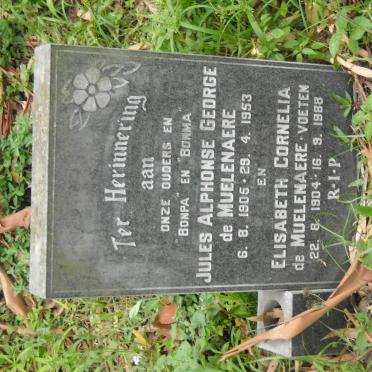 Ter Herinnering
aan
ONZE OUDERS EN
"BONPA" EN "BONMA"
JULES ALPHONSE GEORGE
de MUELENAERE
6. 8. 1905 - 29. 4. 1953
EN
ELISABETH CORNELIA
de MUELENAERE-VOETEN
22. 8. 1904 - 16. 9. 1988
R-I-P